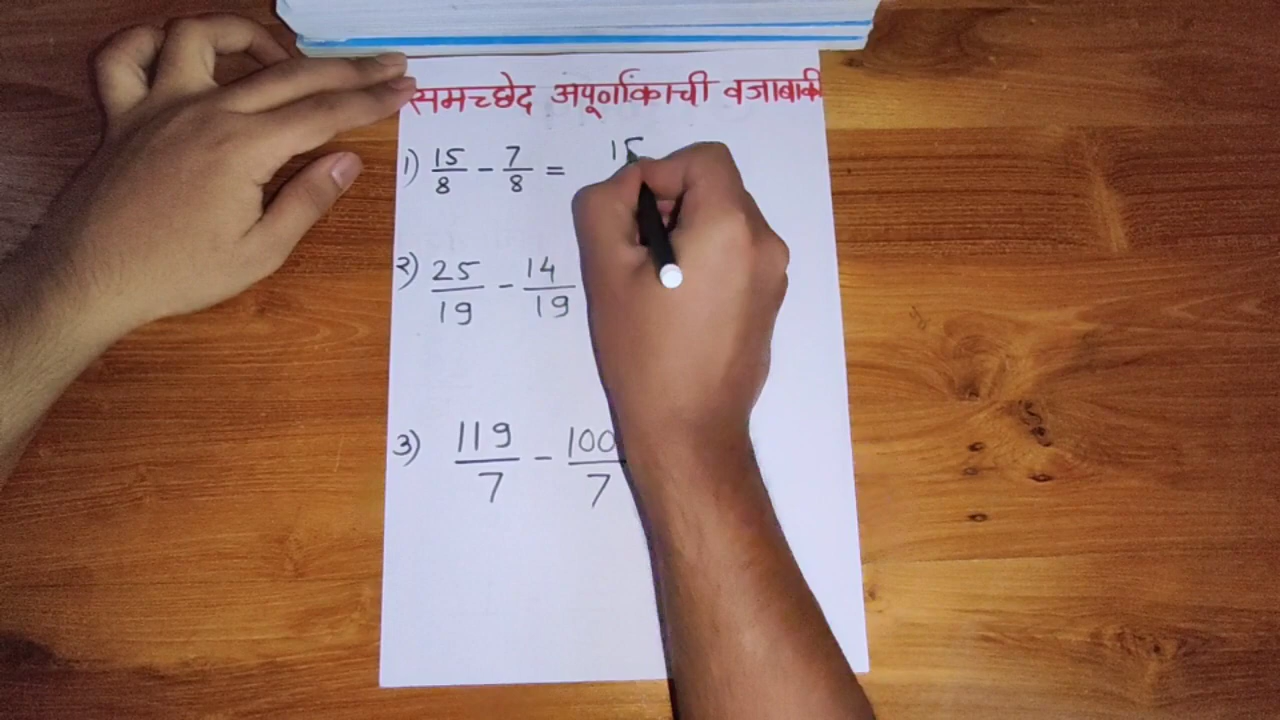 समच्छेद अपूर्णांकाची वजाबाकी
1) 15/8 - 7/8 = 15
२) 25/19 - 14/19
3) 119/7 - 100/7